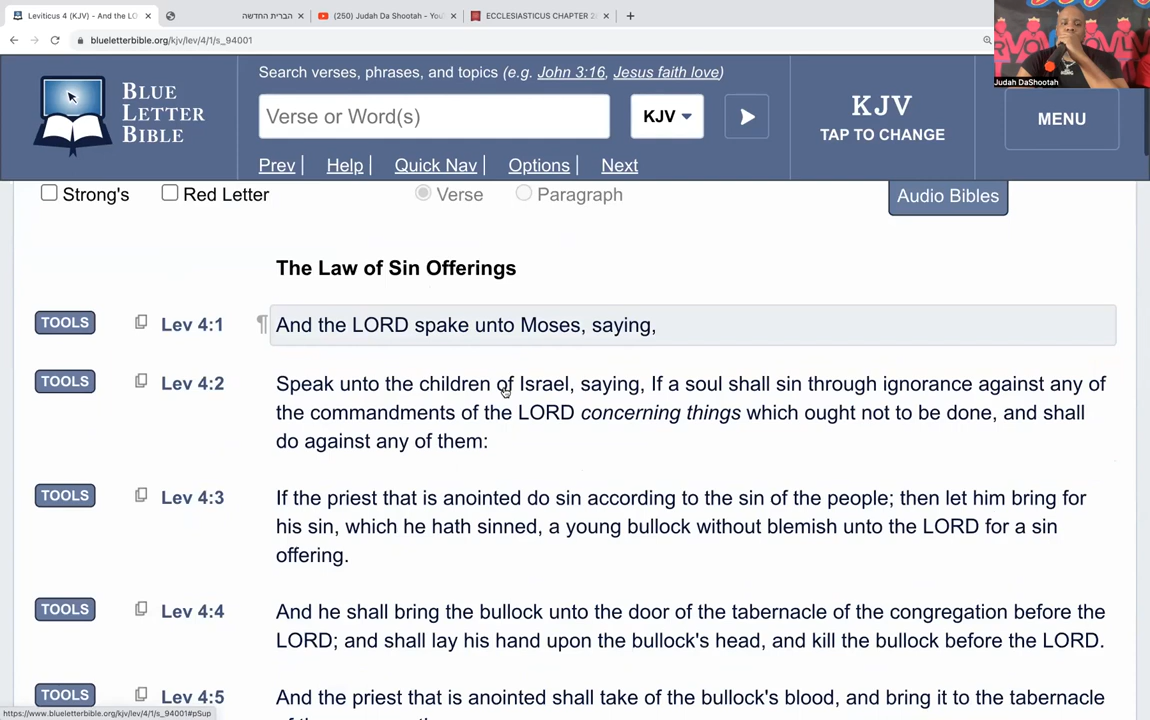 Leviticus 4 (KJV) - And the LO
הברית החדשה
(250) Judah Da Shootah - You
ECCLESIASTICUS CHAPTER 2
blueletterbible.org/kjv/lev/4/1/s_94001
Judah DaShootah
BLUE
LETTER
BIBLE
Search verses, phrases, and topics (e.g. John 3:16, Jesus faith love)
Verse or Word(s)
KJV
KJV
TAP TO CHANGE
MENU
Prev | Help | Quick Nav | Options | Next
Strong's Red Letter Verse Paragraph Audio Bibles
The Law of Sin Offerings
TOOLS Lev 4:1 ¶ And the LORD spake unto Moses, saying,
TOOLS Lev 4:2 Speak unto the children of Israel, saying, If a soul shall sin through ignorance against any of
the commandments of the LORD concerning things which ought not to be done, and shall
do against any of them:
TOOLS Lev 4:3 If the priest that is anointed do sin according to the sin of the people; then let him bring for
his sin, which he hath sinned, a young bullock without blemish unto the LORD for a sin
offering.
TOOLS Lev 4:4 And he shall bring the bullock unto the door of the tabernacle of the congregation before the
LORD; and shall lay his hand upon the bullock's head, and kill the bullock before the LORD.
TOOLS Lev 4:5 And the priest that is anointed shall take of the bullock's blood, and bring it to the tabernacle
https://www.blueletterbible.org/kjv/lev/4/1/s_94001#pSup